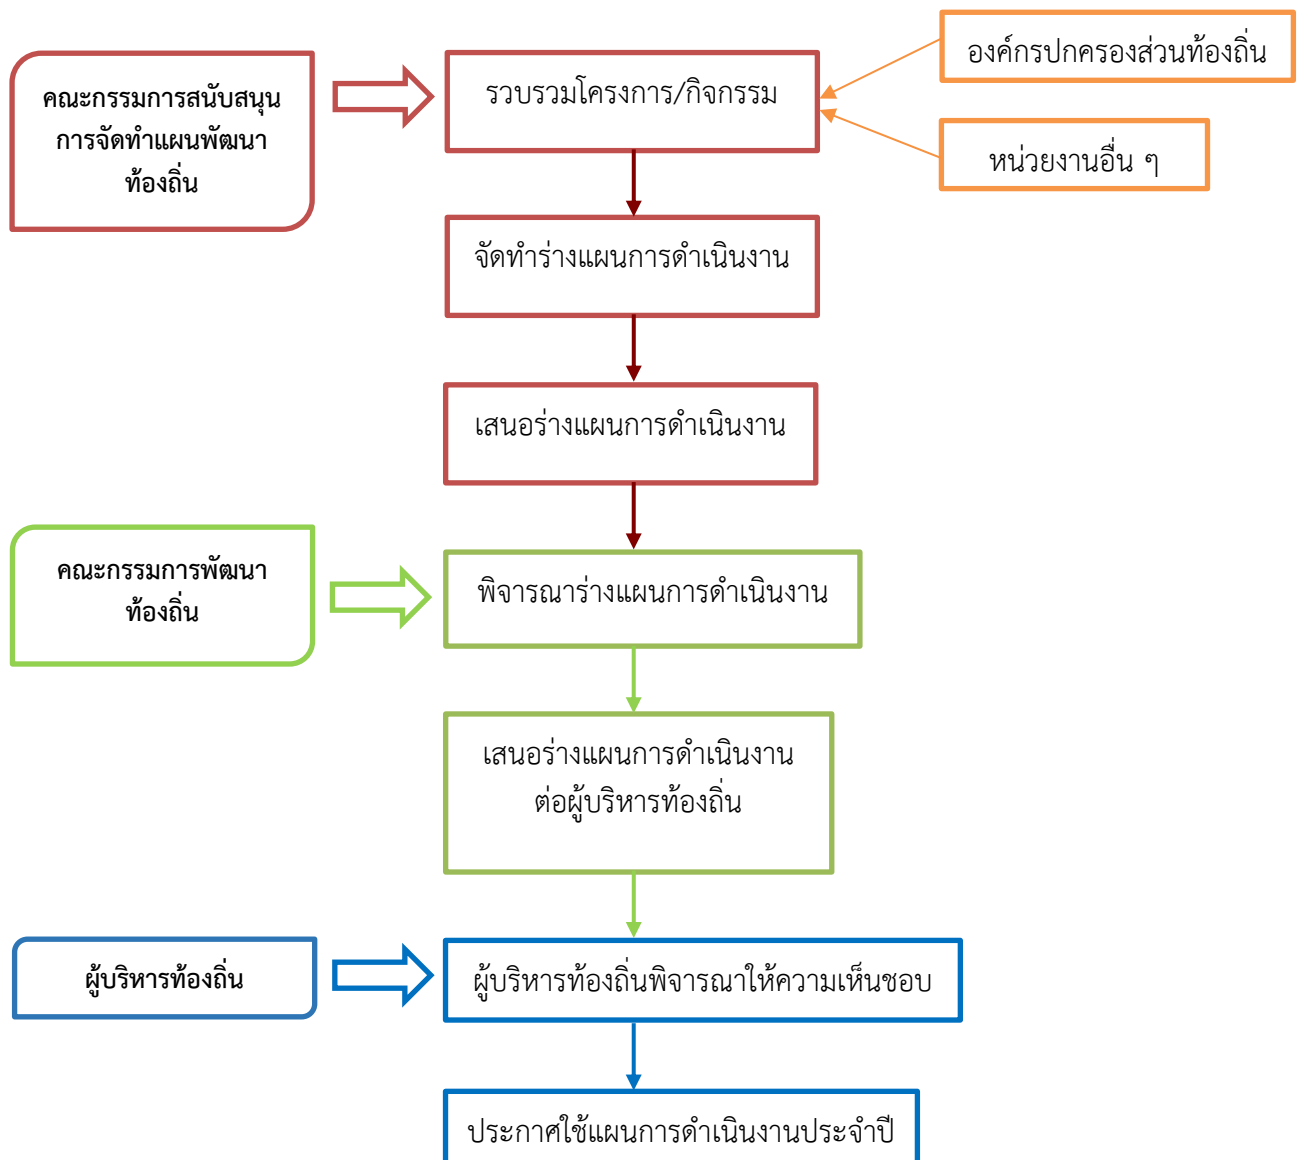 คณะกรรมการสนับสนุน
การจัดทำแผนพัฒนา
ท้องถิ่น
รวบรวมโครงการ/กิจกรรม
องค์กรปกครองส่วนท้องถิ่น
หน่วยงานอื่น ๆ
จัดทำร่างแผนการดำเนินงาน
เสนอร่างแผนการดำเนินงาน
คณะกรรมการพัฒนา
ท้องถิ่น
พิจารณาร่างแผนการดำเนินงาน
เสนอร่างแผนการดำเนินงาน
ต่อผู้บริหารท้องถิ่น
ผู้บริหารท้องถิ่น
ผู้บริหารท้องถิ่นพิจารณาให้ความเห็นชอบ
ประกาศใช้แผนการดำเนินงานประจำปี